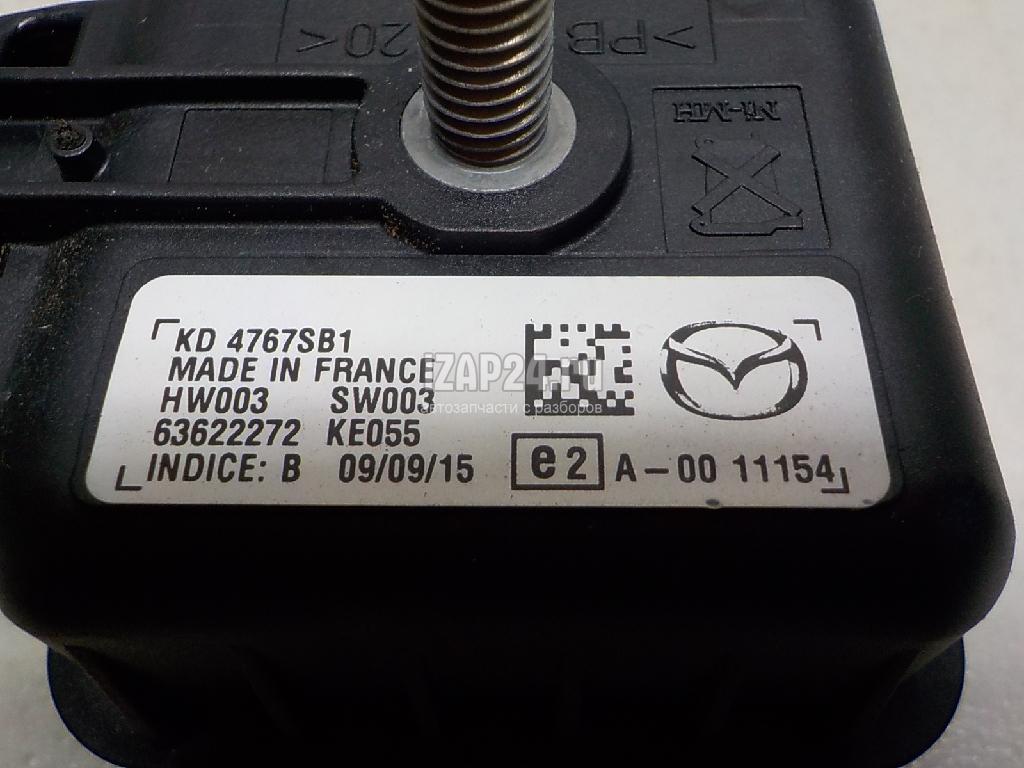 >PB 20<
Ni-MH
KD 4767SB1
MADE IN FRANCE
HW003 SW003
63622272 KE055
INDICE: B 09/09/15 e2 A-00 11154
iZAP24.ru
автозапчасти с разборов